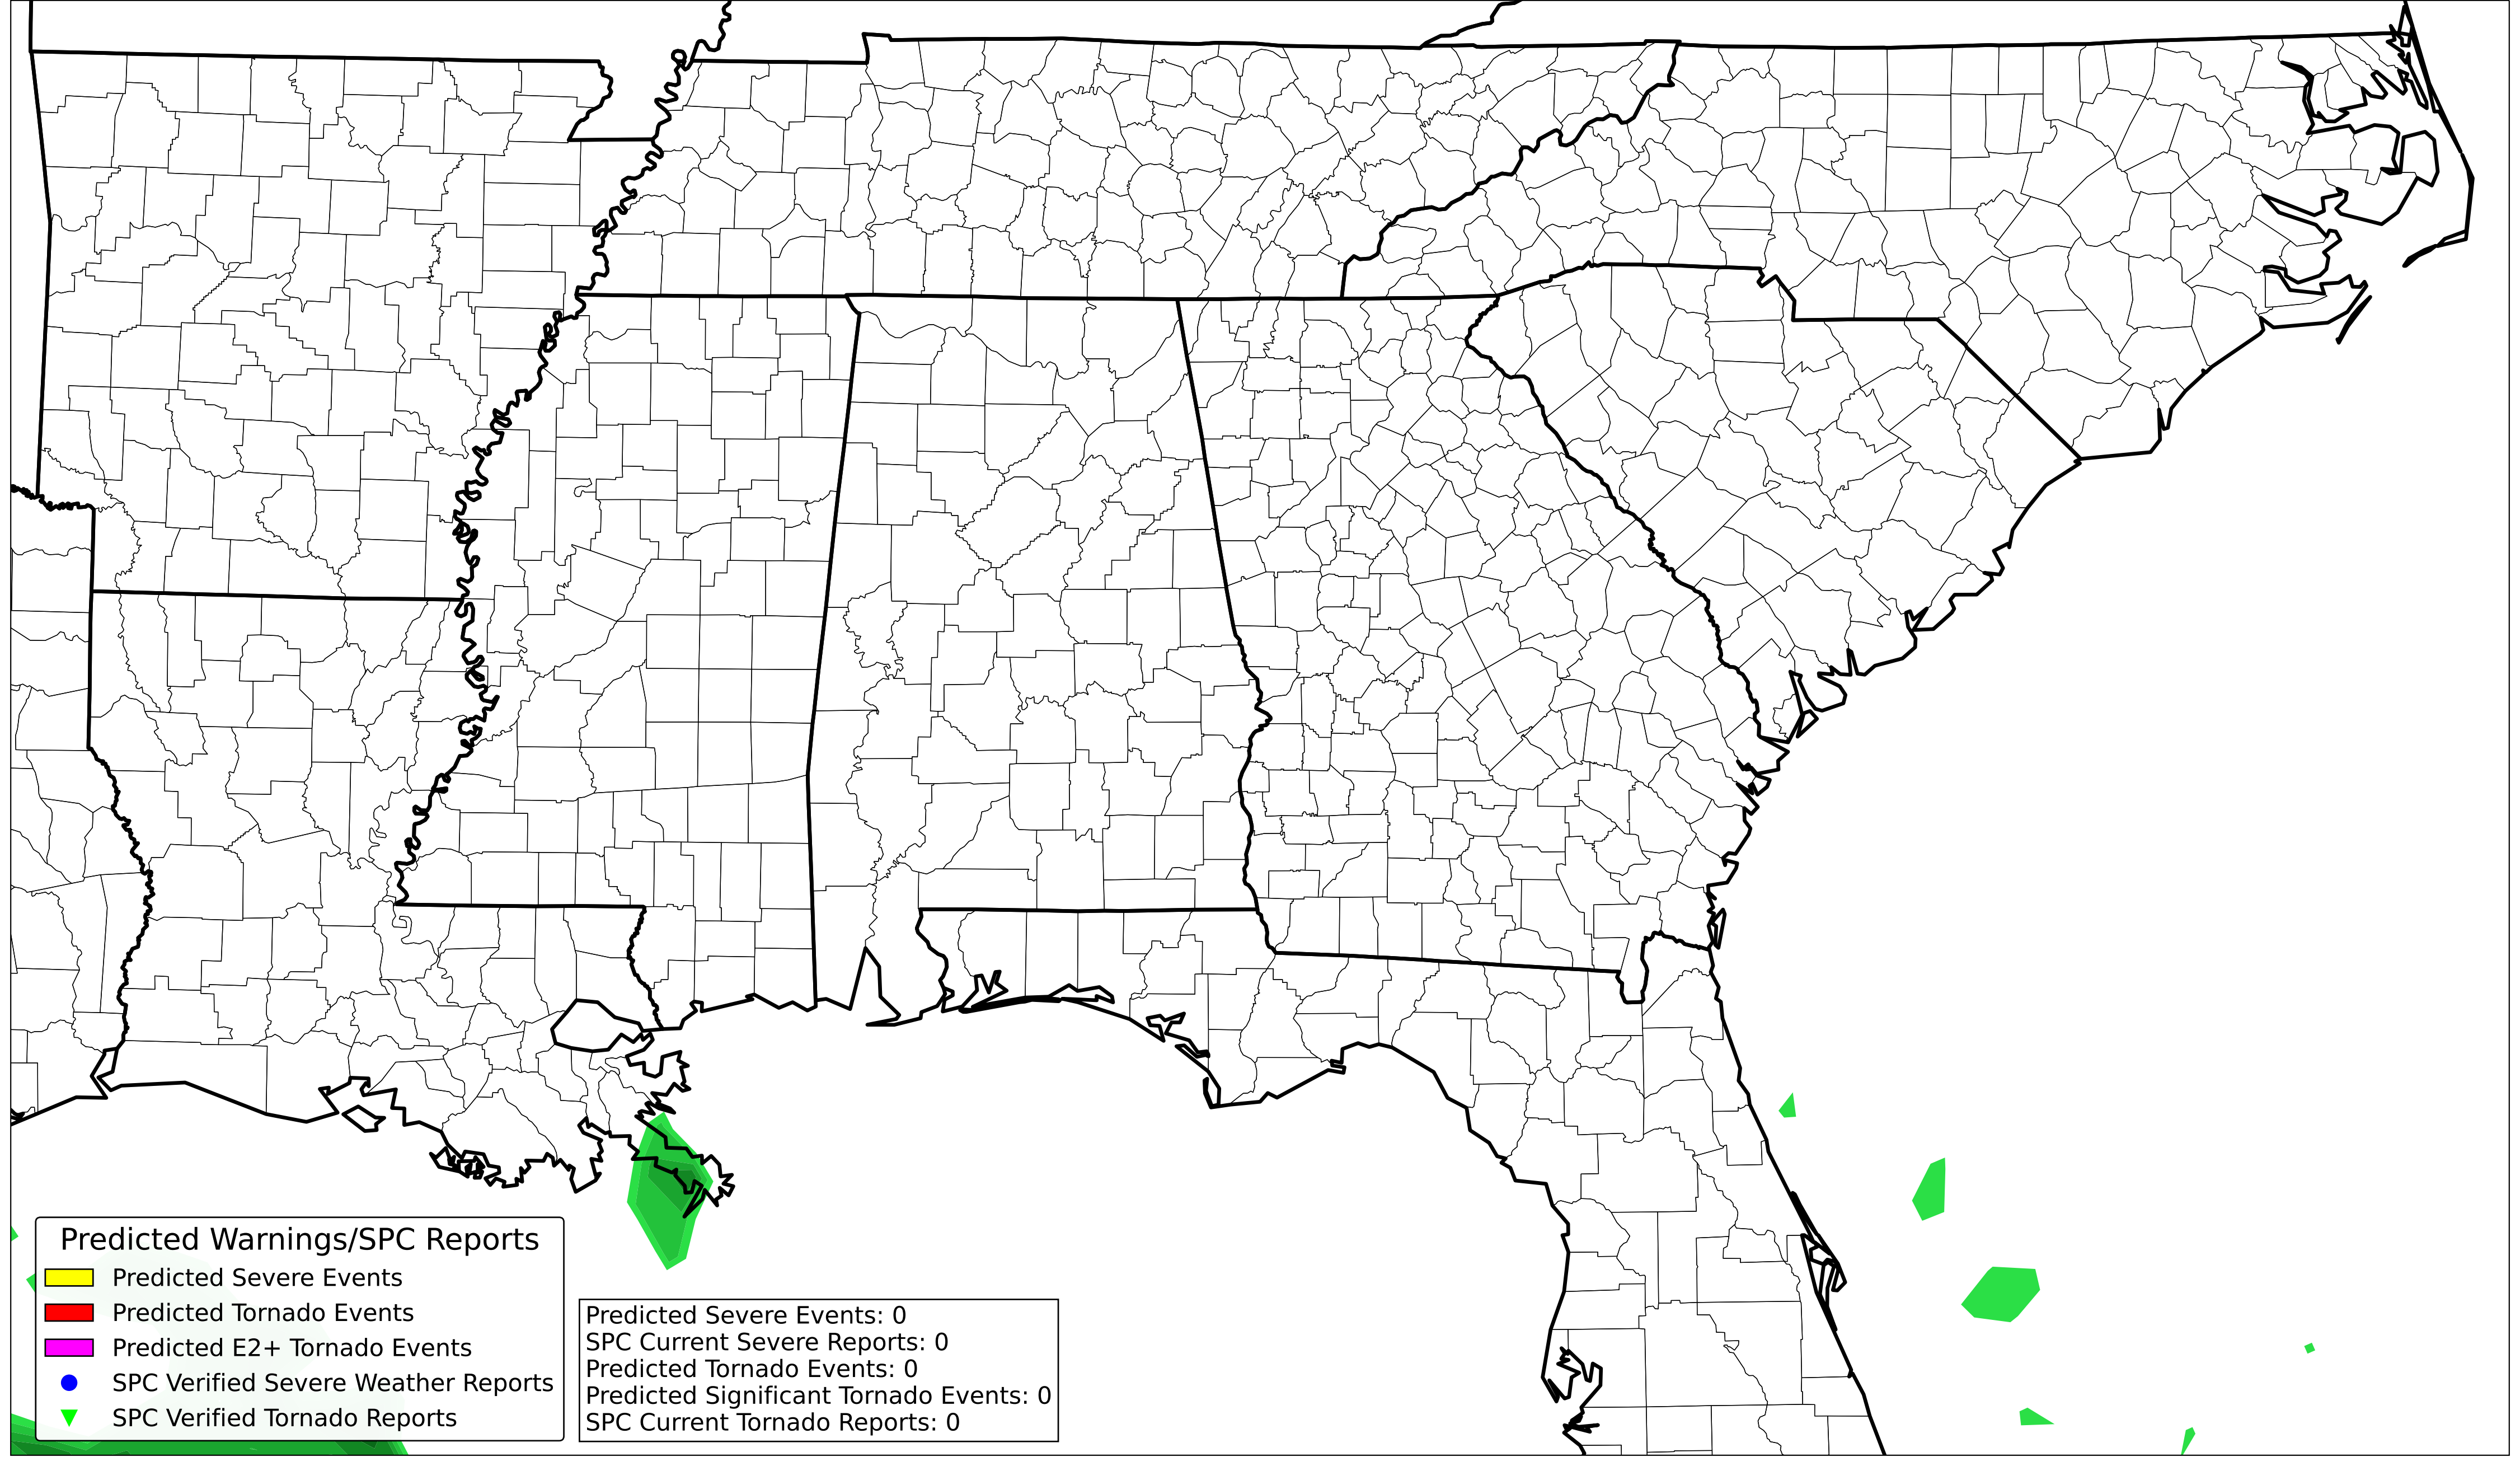 Predicted Warnings/SPC Reports
Predicted Severe Events
Predicted Tornado Events
Predicted E2+ Tornado Events
SPC Verified Severe Weather Reports
SPC Verified Tornado Reports
Predicted Severe Events: 0
SPC Current Severe Reports: 0
Predicted Tornado Events: 0
Predicted Significant Tornado Events: 0
SPC Current Tornado Reports: 0